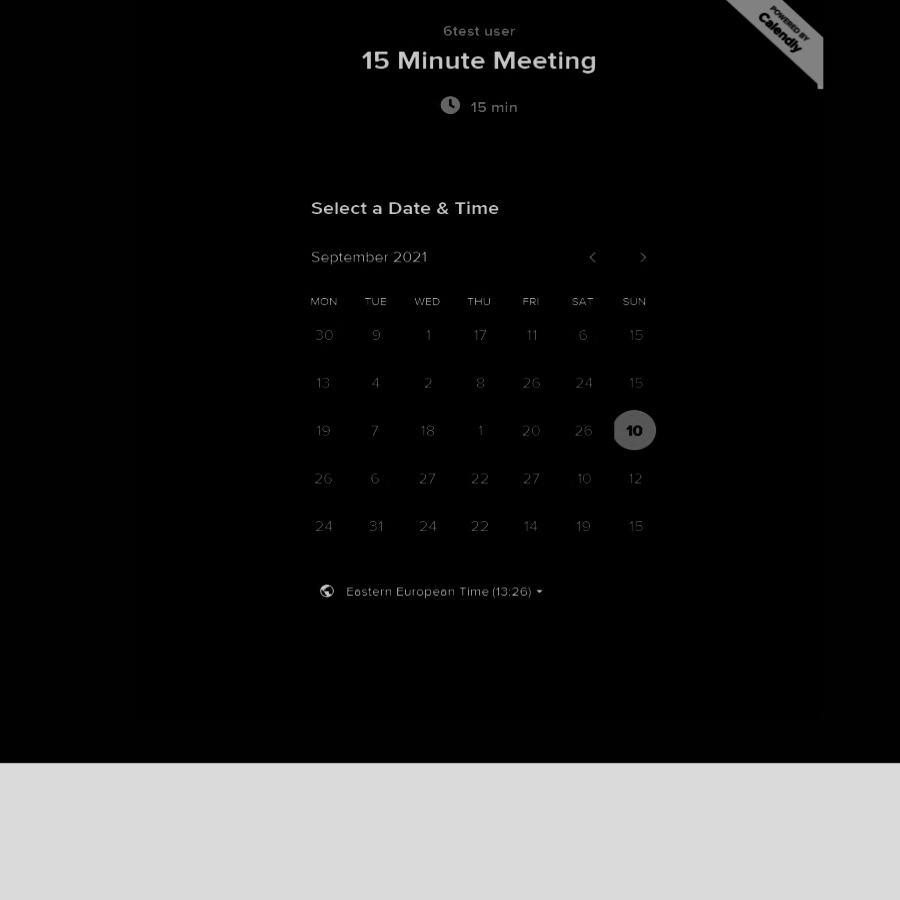 6test user
POWERED BY
Calendly
15 Minute Meeting
15 min
Select a Date & Time
September 2021
MON TUE WED THU FRI SAT SUN
30 9 1 17 11 6 15
13 4 2 8 26 24 15
19 7 18 1 20 26 10
26 6 27 22 27 10 12
24 31 24 22 14 19 15
Eastern European Time (13:26)